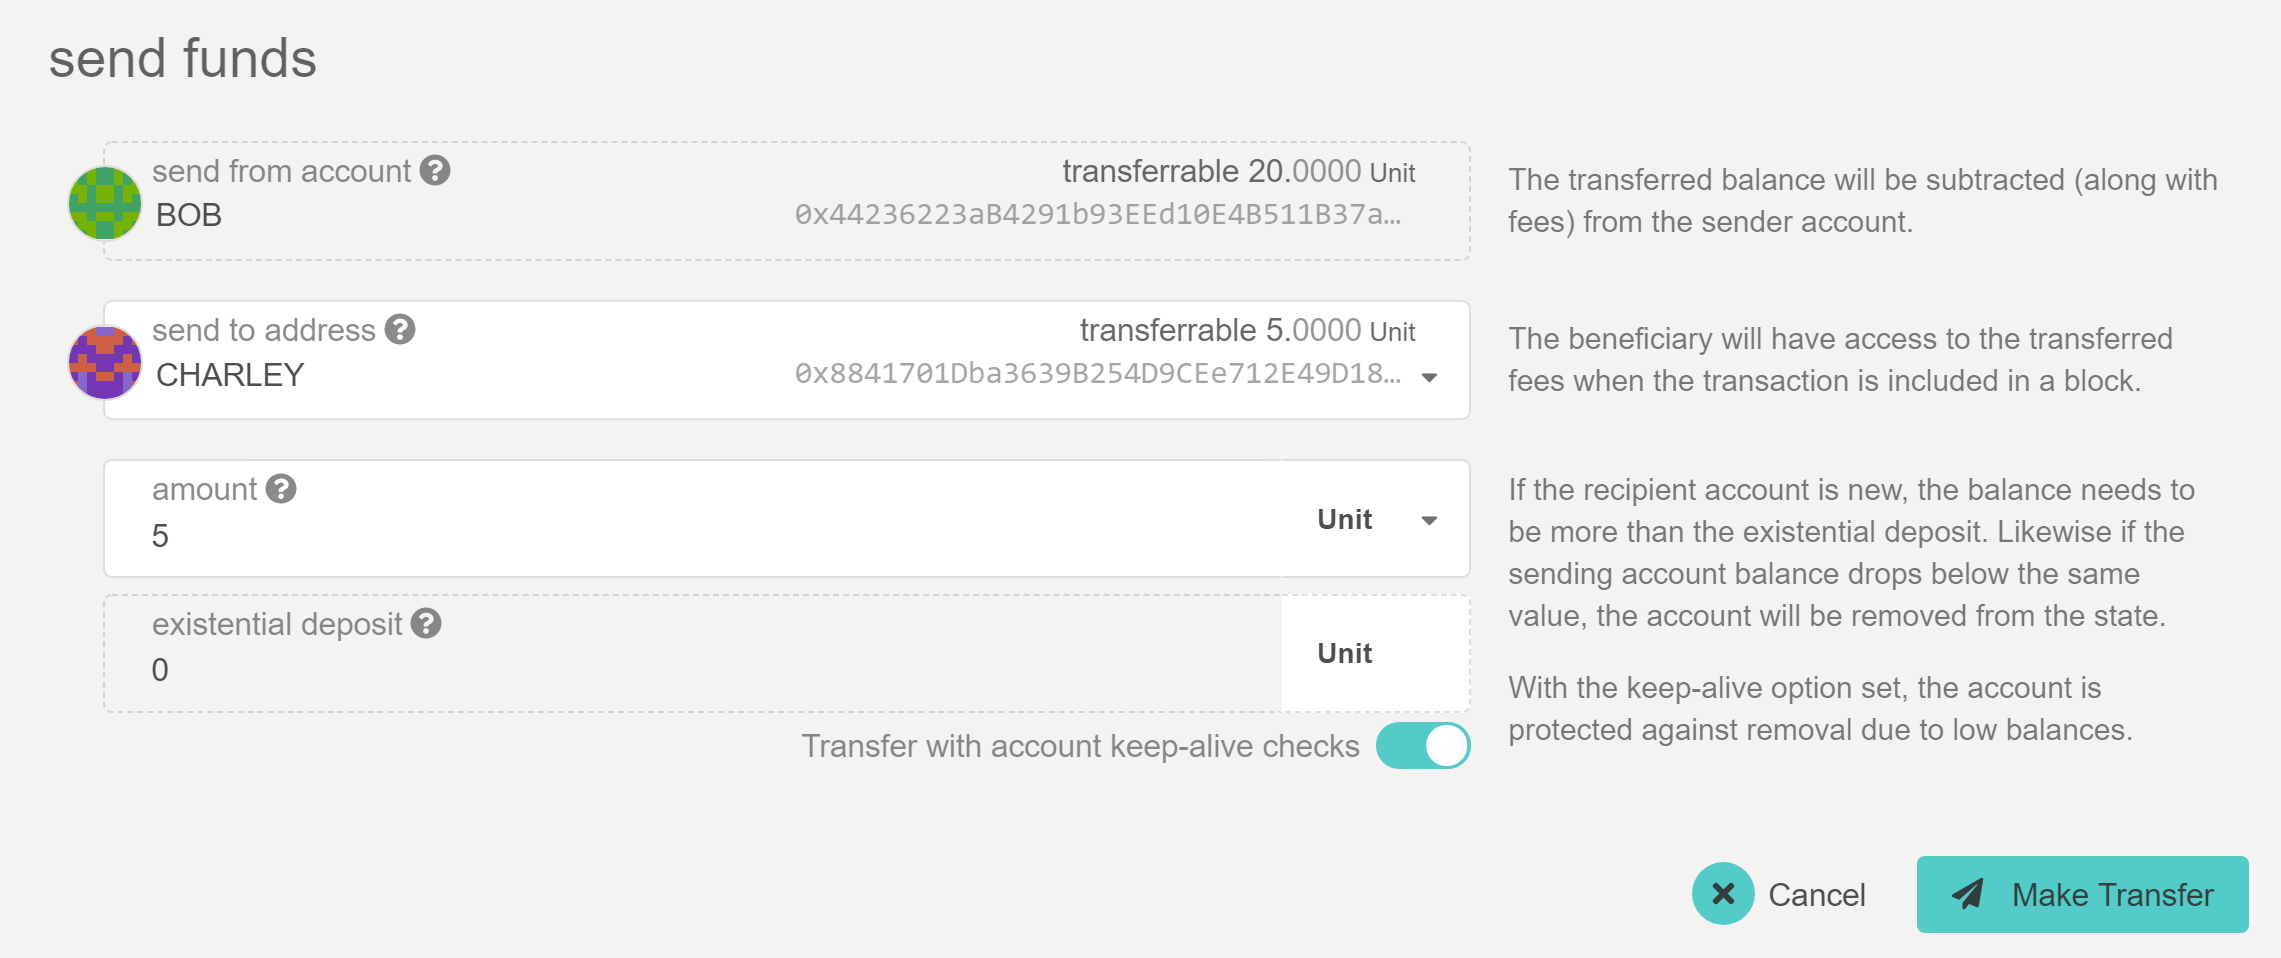 send funds
send from account
transferrable 20.0000 Unit
BOB
0x44236223aB4291b93EEd10E4B511B37a…
The transferred balance will be subtracted (along with
fees) from the sender account.
send to address
transferrable 5.0000 Unit
CHARLEY
0x8841701Dba3639B254D9CEe712E49D18…
The beneficiary will have access to the transferred
fees when the transaction is included in a block.
amount
5
Unit
existential deposit
0
Unit
If the recipient account is new, the balance needs to
be more than the existential deposit. Likewise if the
sending account balance drops below the same
value, the account will be removed from the state.
With the keep-alive option set, the account is
protected against removal due to low balances.
Transfer with account keep-alive checks
Cancel
Make Transfer